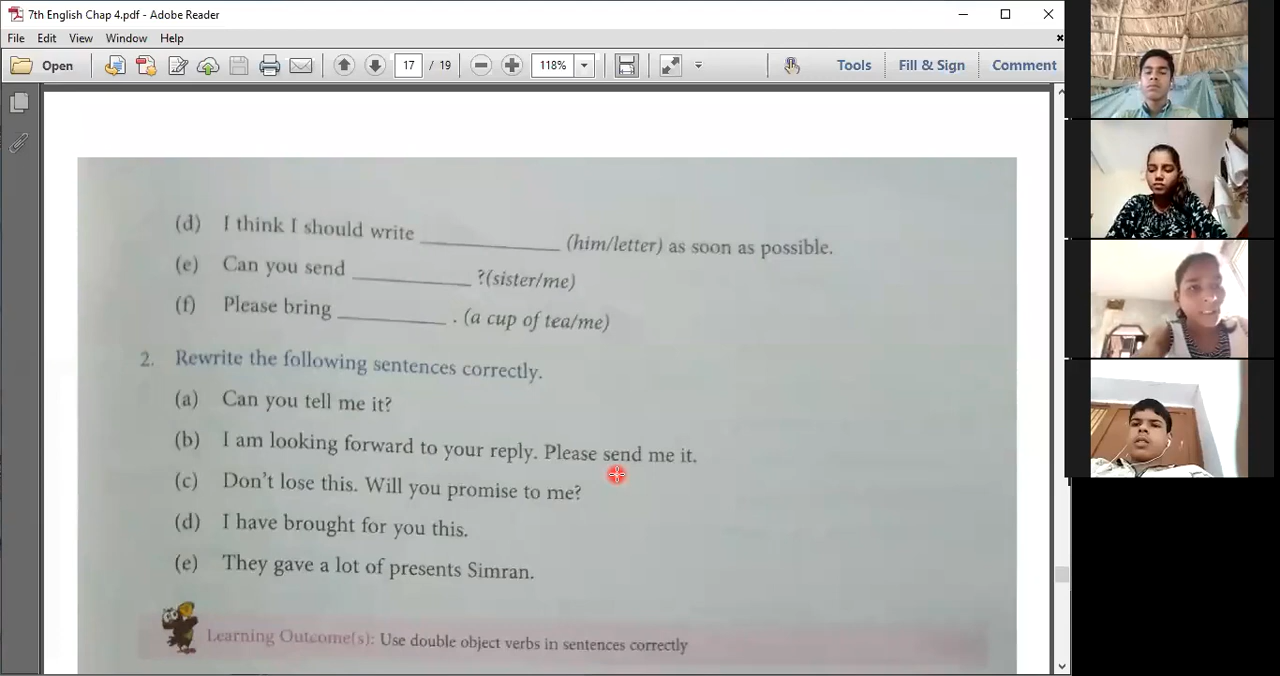 7th English Chap 4.pdf - Adobe Reader
File Edit View Window Help
Open 17 / 19 118% Tools Fill & Sign Comment
(d) I think I should write ____________ (him/letter) as soon as possible.
(e) Can you send __________ ?(sister/me)
(f) Please bring __________ . (a cup of tea/me)
2. Rewrite the following sentences correctly.
(a) Can you tell me it?
(b) I am looking forward to your reply. Please send me it.
(c) Don't lose this. Will you promise to me?
(d) I have brought for you this.
(e) They gave a lot of presents Simran.
Learning Outcome(s): Use double object verbs in sentences correctly